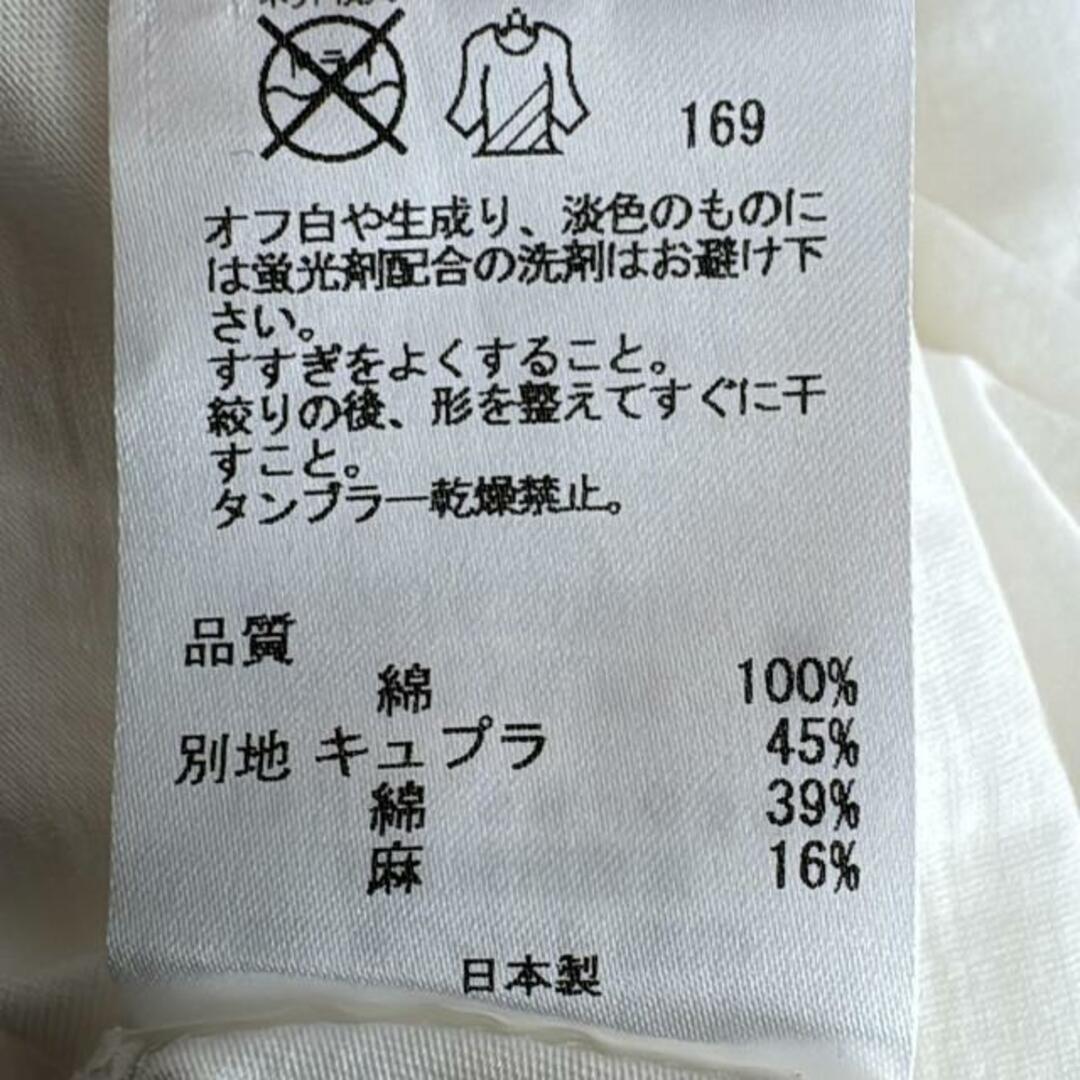 ドライ
169
オフ白や生成り、淡色のものに
は蛍光剤配合の洗剤はお避け下
さい。
すすぎをよくすること。
絞りの後、形を整えてすぐに干
すこと。
タンブラー乾燥禁止。
品質
綿 100%
別地 キュプラ 45%
綿 39%
麻 16%
日本製